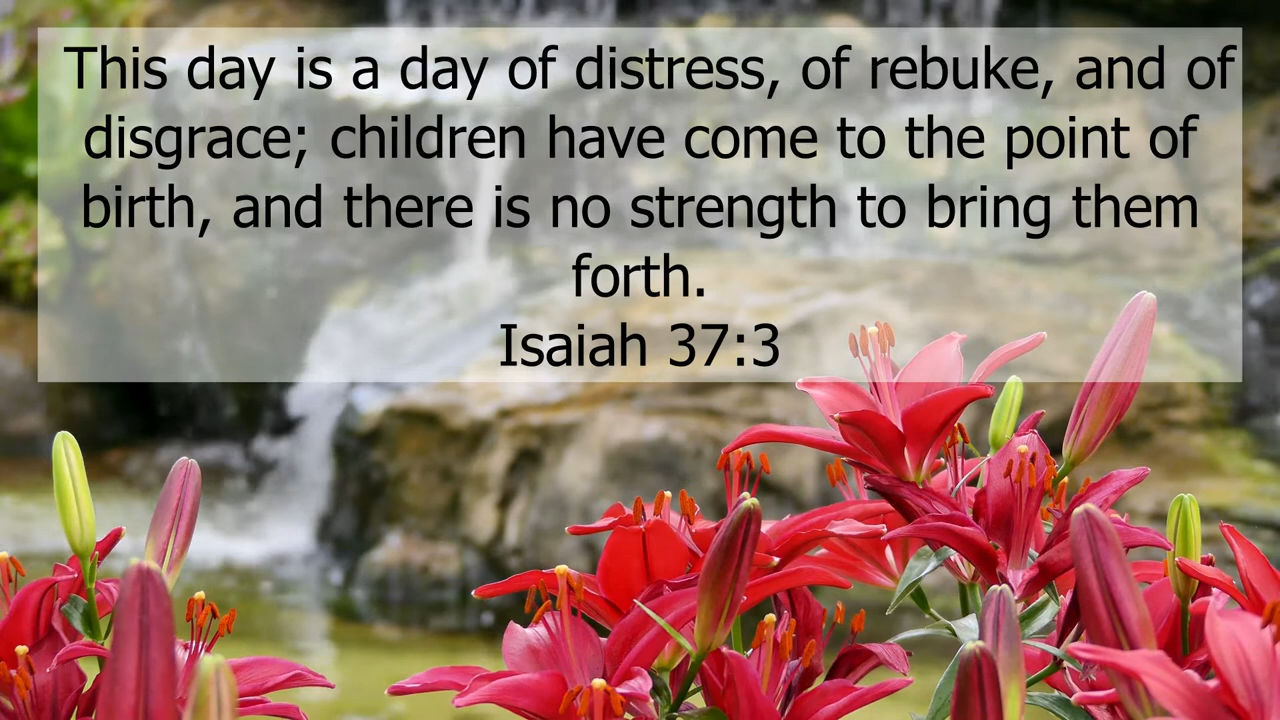 This day is a day of distress, of rebuke, and of
disgrace; children have come to the point of
birth, and there is no strength to bring them
forth.
Isaiah 37:3